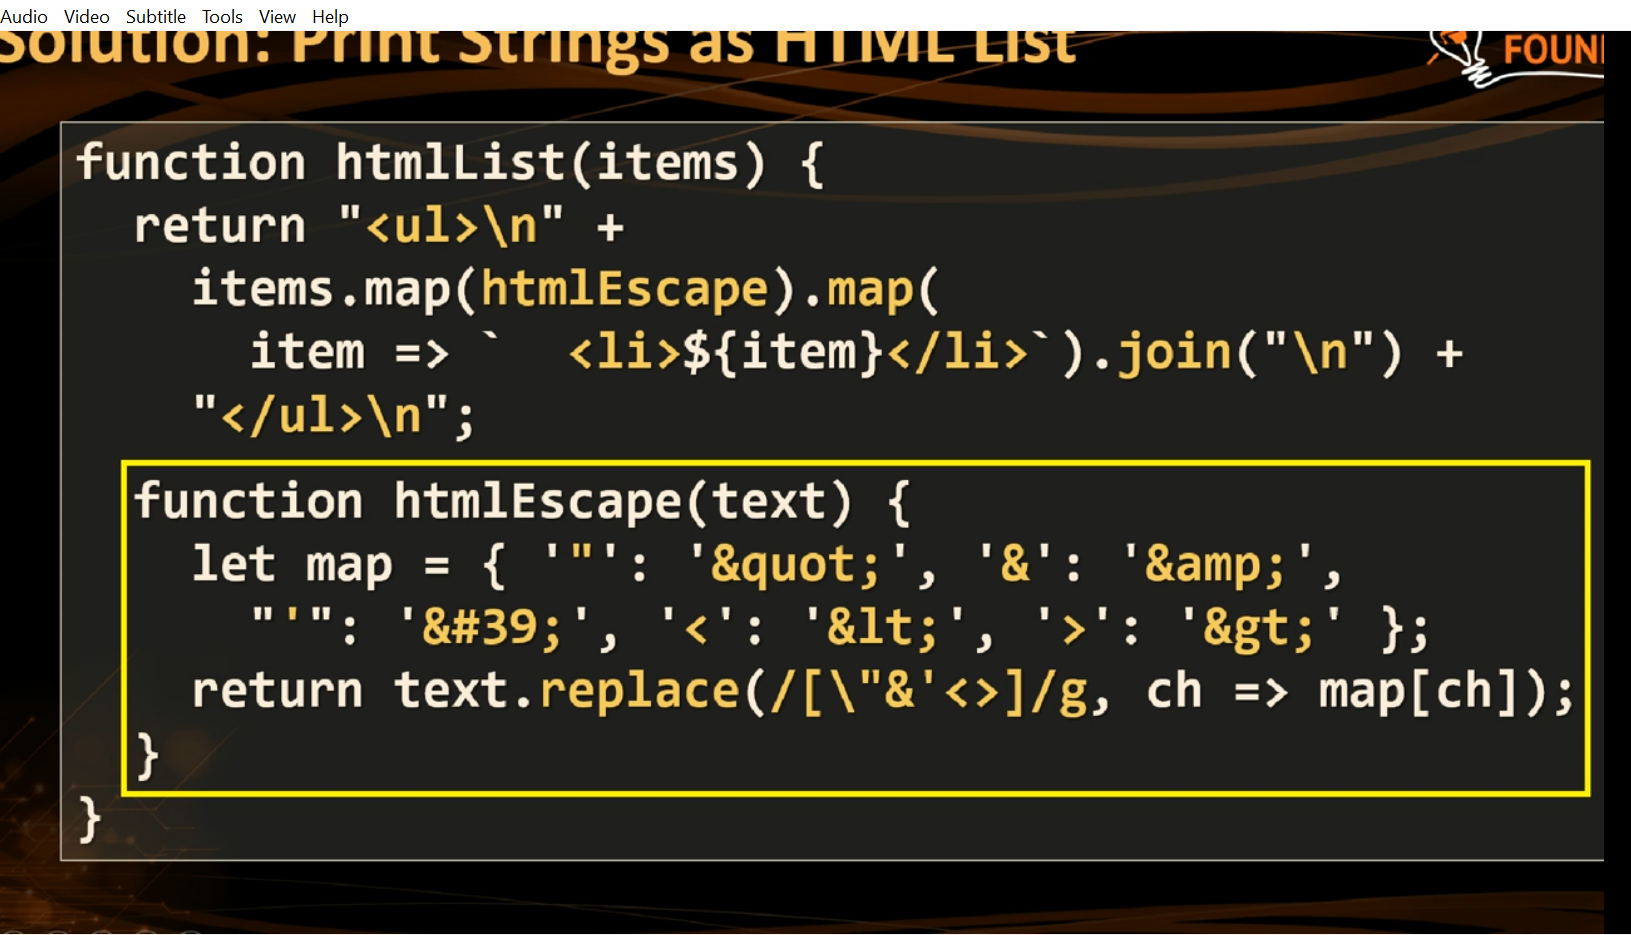 Audio Video Subtitle Tools View Help
Solution: Print Strings as HTML List
function htmlList(items) {
  return "<ul>\n" +
    items.map(htmlEscape).map(
      item => `  <li>${item}</li>`).join("\n") +
    "</ul>\n";
  function htmlEscape(text) {
    let map = { '"': '&quot;', '&': '&amp;',
      "'": '&#39;', '<': '&lt;', '>': '&gt;' };
    return text.replace(/[\"&'<>]/g, ch => map[ch]);
  }
}